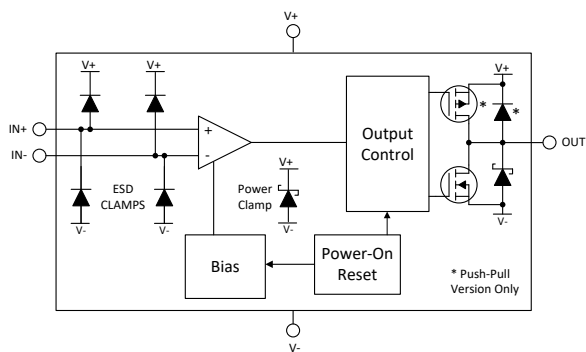 V+
V+
V+
V+
IN+
IN-
+
-
*
*
Output
Control
OUT
ESD
CLAMPS
Power
Clamp
V+
V-
V-
V-
V-
Bias
Power-On
Reset
* Push-Pull
Version Only
V-